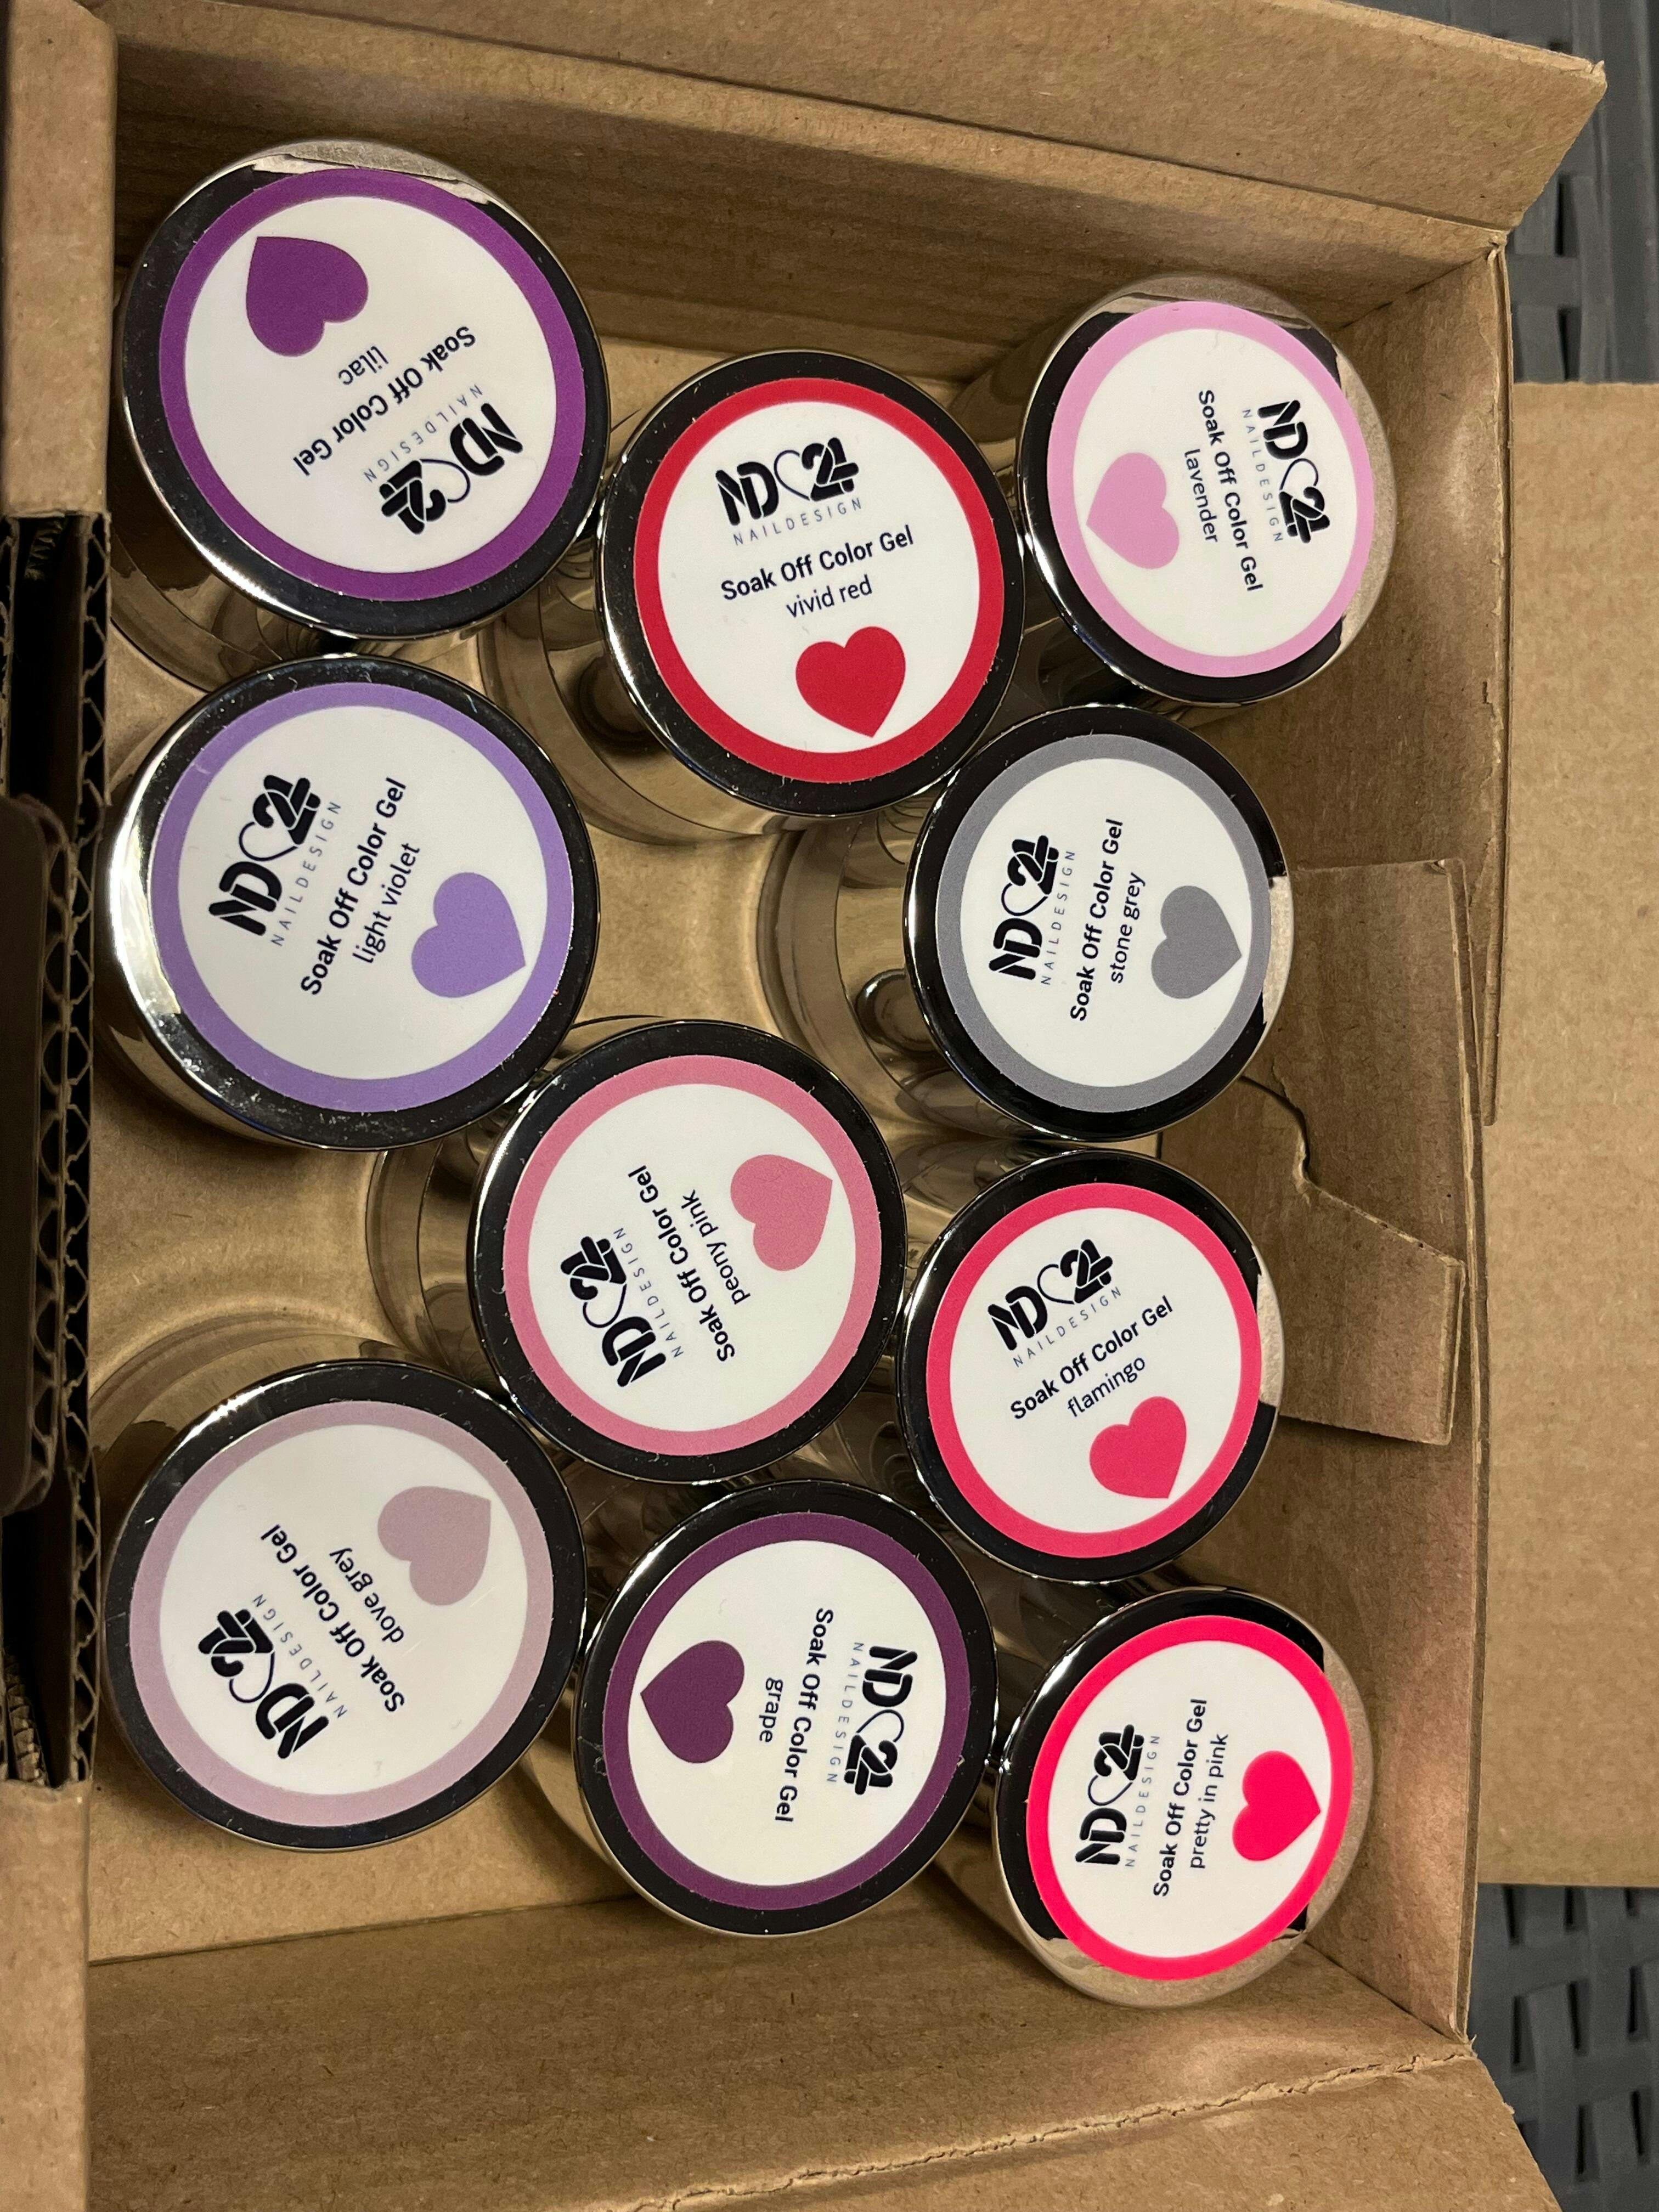 ND24
NAILDESIGN
Soak Off Color Gel
lilac
ND24
NAILDESIGN
Soak Off Color Gel
vivid red
ND24
NAILDESIGN
Soak Off Color Gel
lavender
ND24
NAILDESIGN
Soak Off Color Gel
light violet
ND24
NAILDESIGN
Soak Off Color Gel
stone grey
ND24
NAILDESIGN
Soak Off Color Gel
peony pink
ND24
NAILDESIGN
Soak Off Color Gel
flamingo
ND24
NAILDESIGN
Soak Off Color Gel
dove grey
ND24
NAILDESIGN
Soak Off Color Gel
grape
ND24
NAILDESIGN
Soak Off Color Gel
pretty in pink